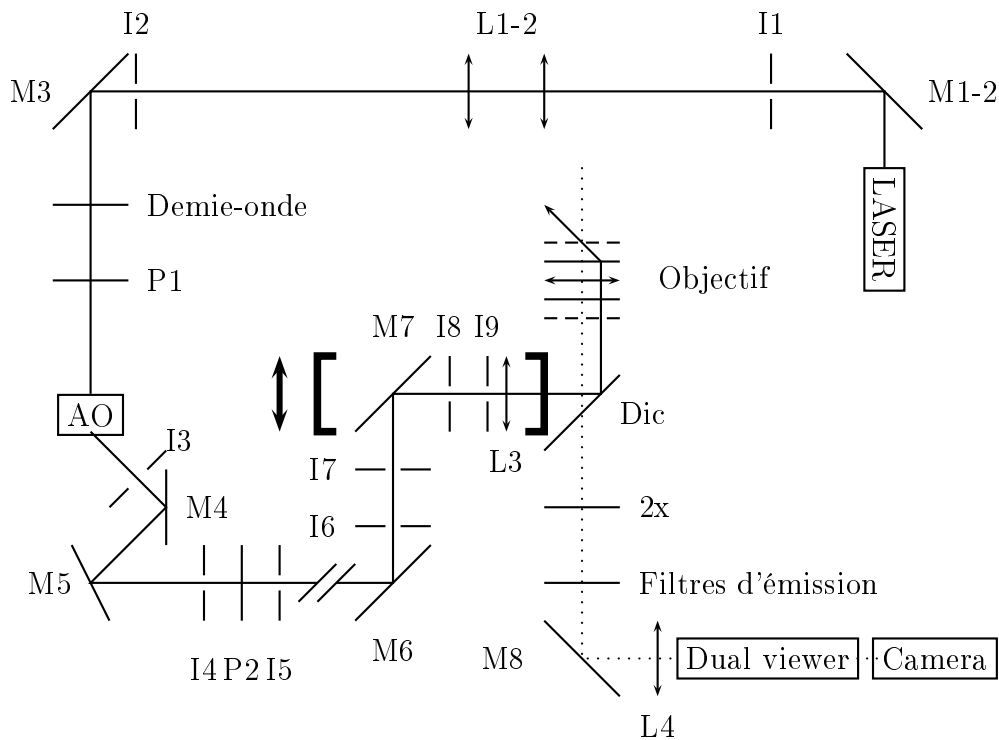 I2
L1-2
I1
M3
M1-2
LASER
Demie-onde
P1
Objectif
M7
I8
I9
AO
I3
Dic
L3
I7
M4
2x
I6
M5
Filtres d'émission
I4
P2
I5
M6
M8
Dual viewer
Camera
L4